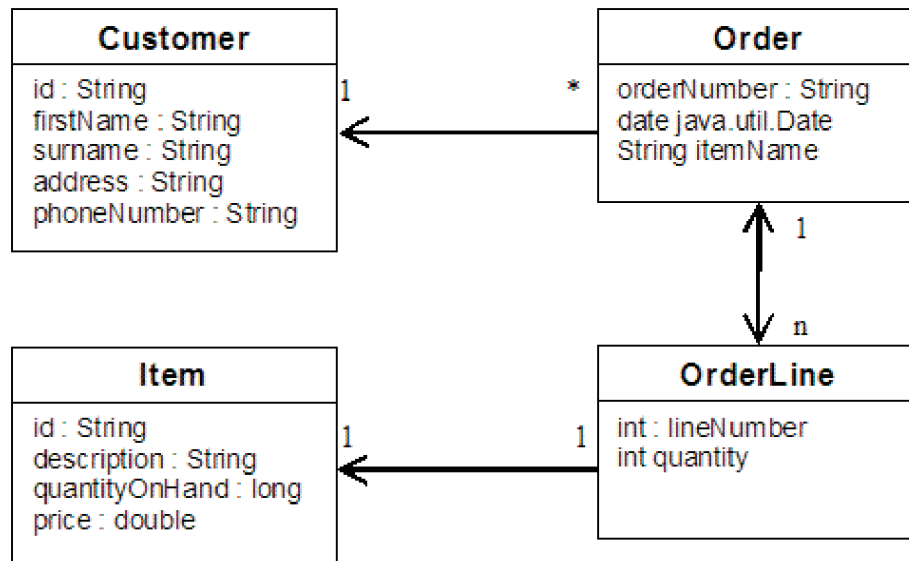 Customer
id : String
firstName : String
surname : String
address : String
phoneNumber : String
1
*
Order
orderNumber : String
date java.util.Date
String itemName
1
n
Item
id : String
description : String
quantityOnHand : long
price : double
1
1
OrderLine
int : lineNumber
int quantity